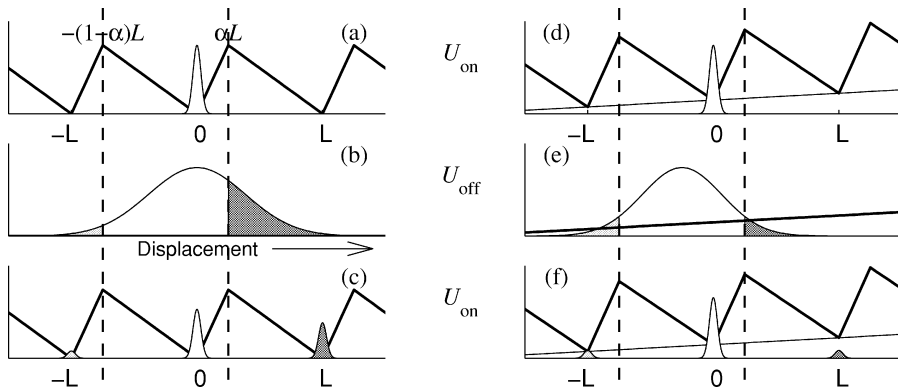 −(1−α)L αL (a)
U_on
(d)
−L 0 L
−L 0 L
(b)
U_off
(e)
Displacement
(c)
U_on
(f)
−L 0 L
−L 0 L